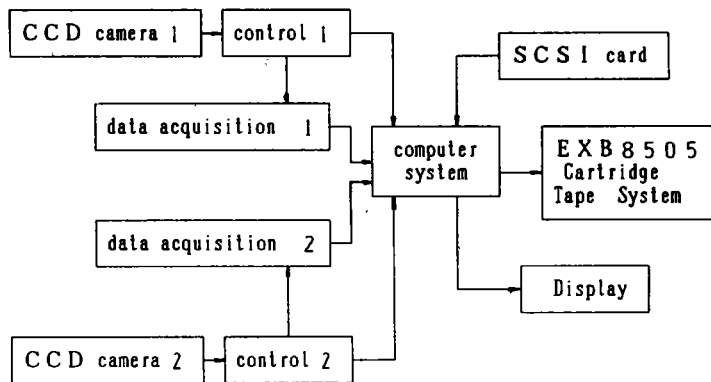 CCD camera 1
control 1
SCSI card
data acquisition 1
computer
system
EXB8505
Cartridge
Tape System
data acquisition 2
Display
CCD camera 2
control 2